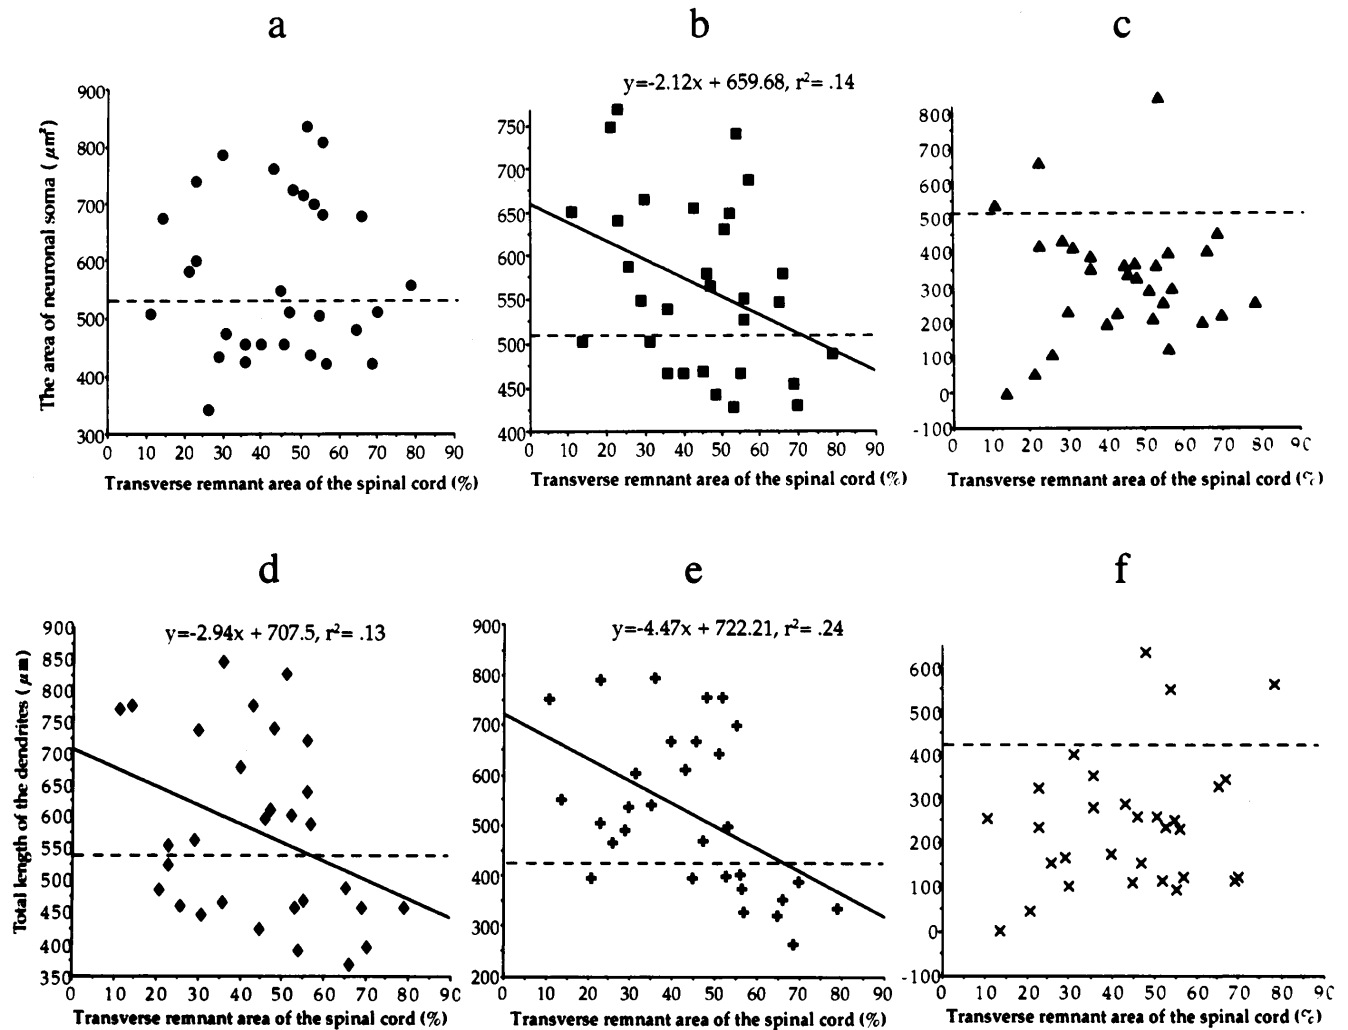 a
b
c
y=-2.12x + 659.68, r²= .14
The area of neuronal soma ( μm²)
900
800
700
600
500
400
300
0 10 20 30 40 50 60 70 80 90
Transverse remnant area of the spinal cord (%)
750
700
650
600
550
500
450
400
0 10 20 30 40 50 60 70 80 90
Transverse remnant area of the spinal cord (%)
800
700
600
500
400
300
200
100
0
-100
0 10 20 30 40 50 60 70 80 90
Transverse remnant area of the spinal cord (%)
d
e
f
y=-2.94x + 707.5, r²= .13
y=-4.47x + 722.21, r²= .24
Total length of the dendrites ( μm)
900
850
800
750
700
650
600
550
500
450
400
350
0 10 20 30 40 50 60 70 80 90
Transverse remnant area of the spinal cord (%)
900
800
700
600
500
400
300
200
0 10 20 30 40 50 60 70 80 90
Transverse remnant area of the spinal cord (%)
600
500
400
300
200
100
0
-100
0 10 20 30 40 50 60 70 80 90
Transverse remnant area of the spinal cord (%)